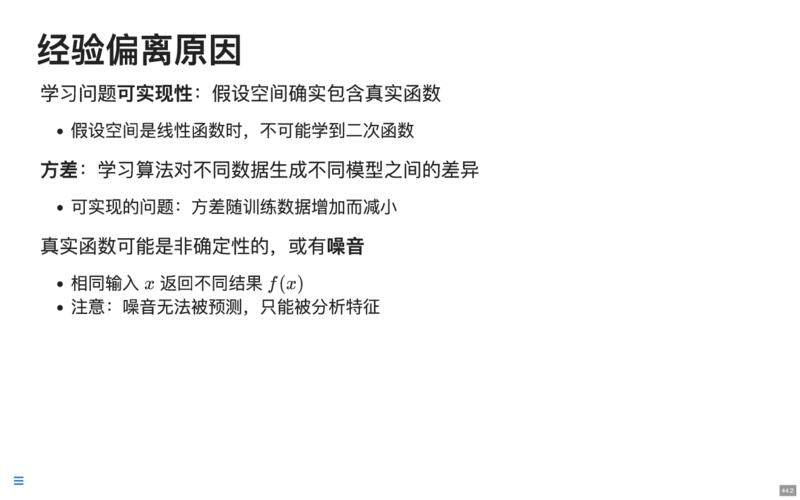 经验偏离原因
学习问题可实现性：假设空间确实包含真实函数
• 假设空间是线性函数时，不可能学到二次函数
方差：学习算法对不同数据生成不同模型之间的差异
• 可实现的问题：方差随训练数据增加而减小
真实函数可能是非确定性的，或有噪音
• 相同输入 x 返回不同结果 f(x)
• 注意：噪音无法被预测，只能被分析特征
44.2